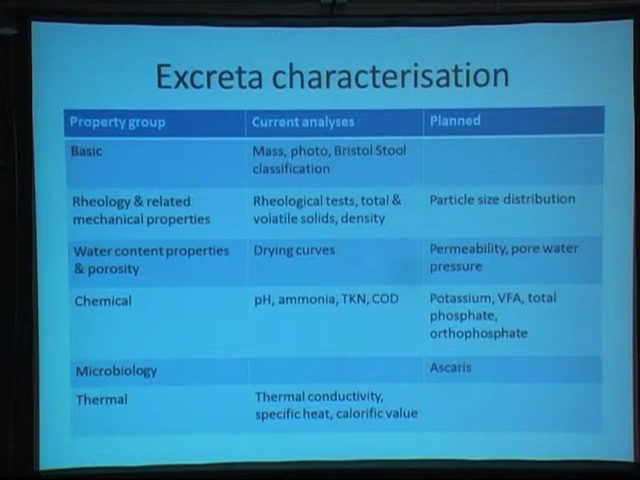 Excreta characterisation
Property group Current analyses Planned
Basic Mass, photo, Bristol Stool
classification
Rheology & related Rheological tests, total & Particle size distribution
mechanical properties volatile solids, density
Water content properties Drying curves Permeability, pore water
& porosity pressure
Chemical pH, ammonia, TKN, COD Potassium, VFA, total
phosphate,
orthophosphate
Microbiology Ascaris
Thermal Thermal conductivity,
specific heat, calorific value